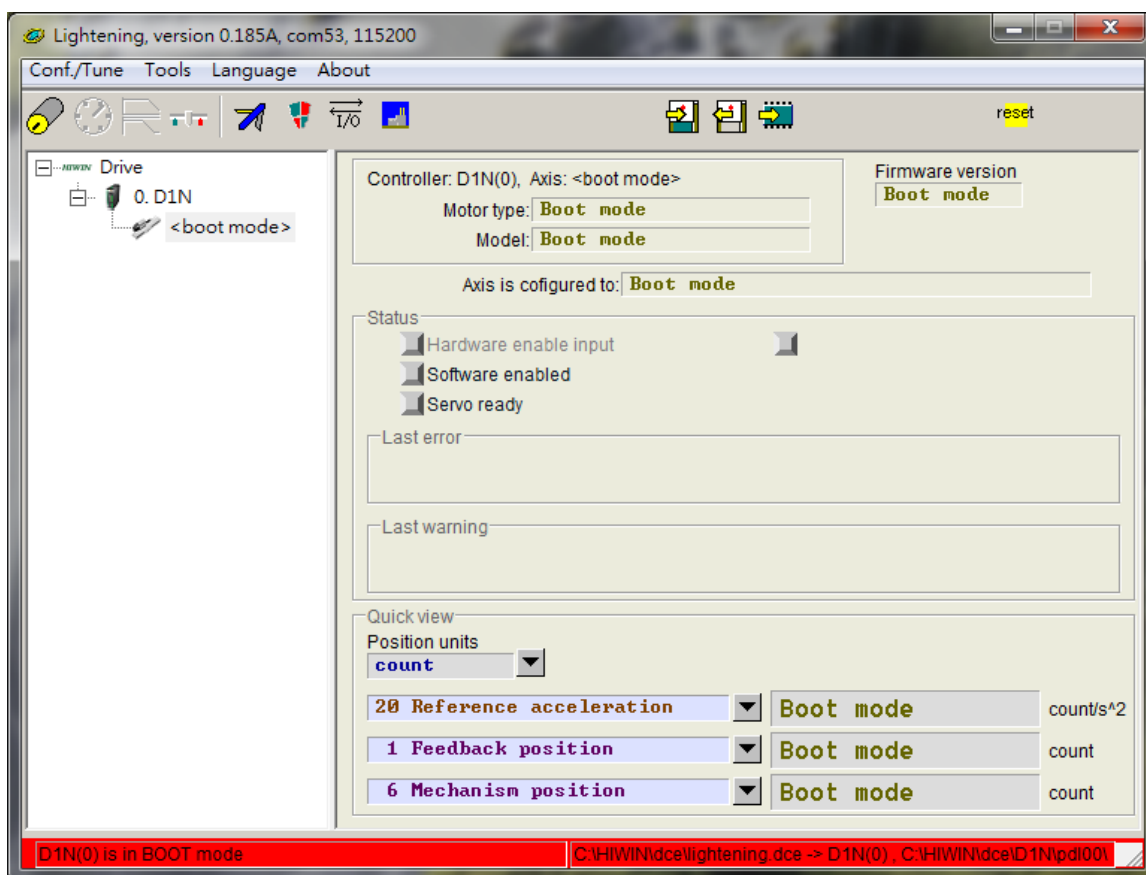 Lightening, version 0.185A, com53, 115200
Conf./Tune Tools Language About
I/O
reset
HIWIN Drive
0. D1N
<boot mode>
Controller: D1N(0), Axis: <boot mode>
Motor type: Boot mode
Model: Boot mode
Firmware version
Boot mode
Axis is cofigured to: Boot mode
Status
Hardware enable input
Software enabled
Servo ready
Last error
Last warning
Quick view
Position units
count
20 Reference acceleration Boot mode count/s^2
1 Feedback position Boot mode count
6 Mechanism position Boot mode count
D1N(0) is in BOOT mode C:\HIWIN\dce\lightening.dce -> D1N(0) , C:\HIWIN\dce\D1N\pdl00\